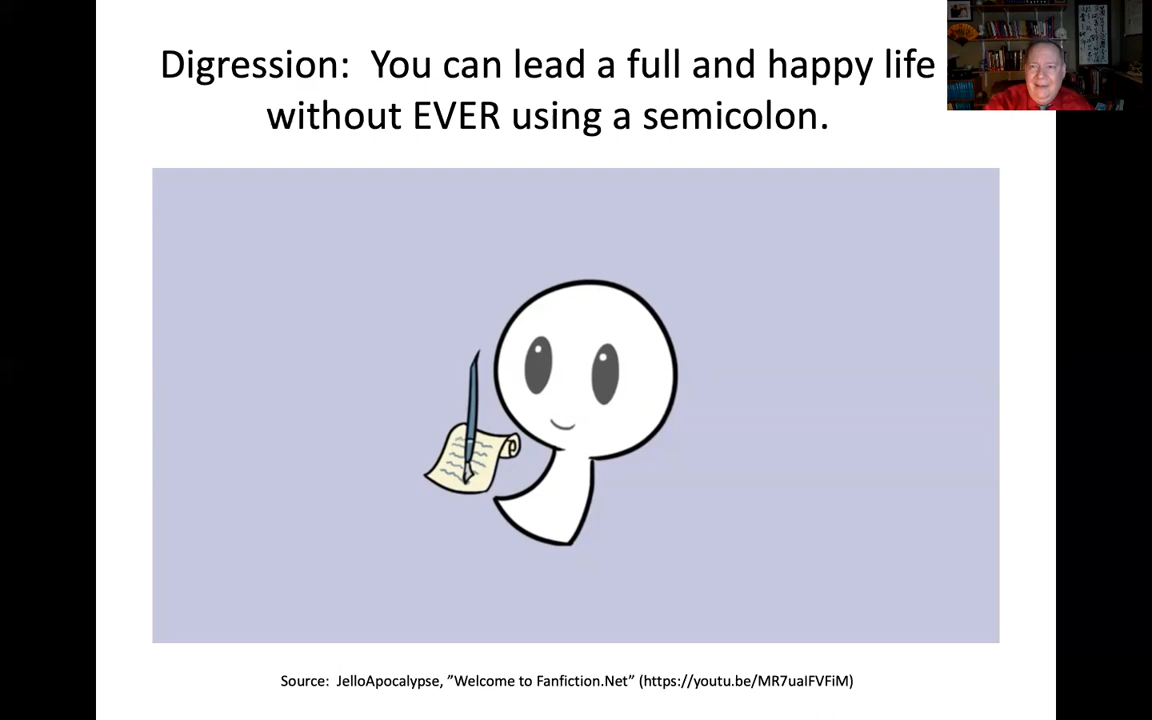 Digression:  You can lead a full and happy life
without EVER using a semicolon.
Source:  JelloApocalypse, ”Welcome to Fanfiction.Net” (https://youtu.be/MR7uaIFVFiM)